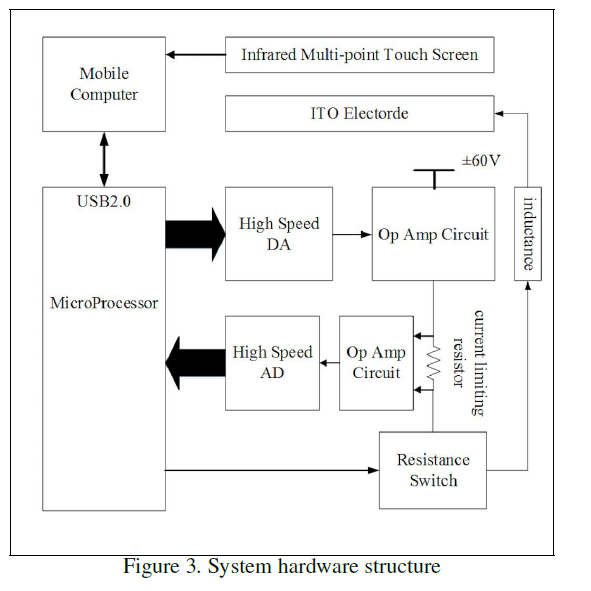 Infrared Multi-point Touch Screen
Mobile
Computer
ITO Electorde
±60V
USB2.0
High Speed
DA
Op Amp Circuit
inductance
MicroProcessor
High Speed
AD
Op Amp
Circuit
current limiting
resistor
Resistance
Switch
Figure 3. System hardware structure